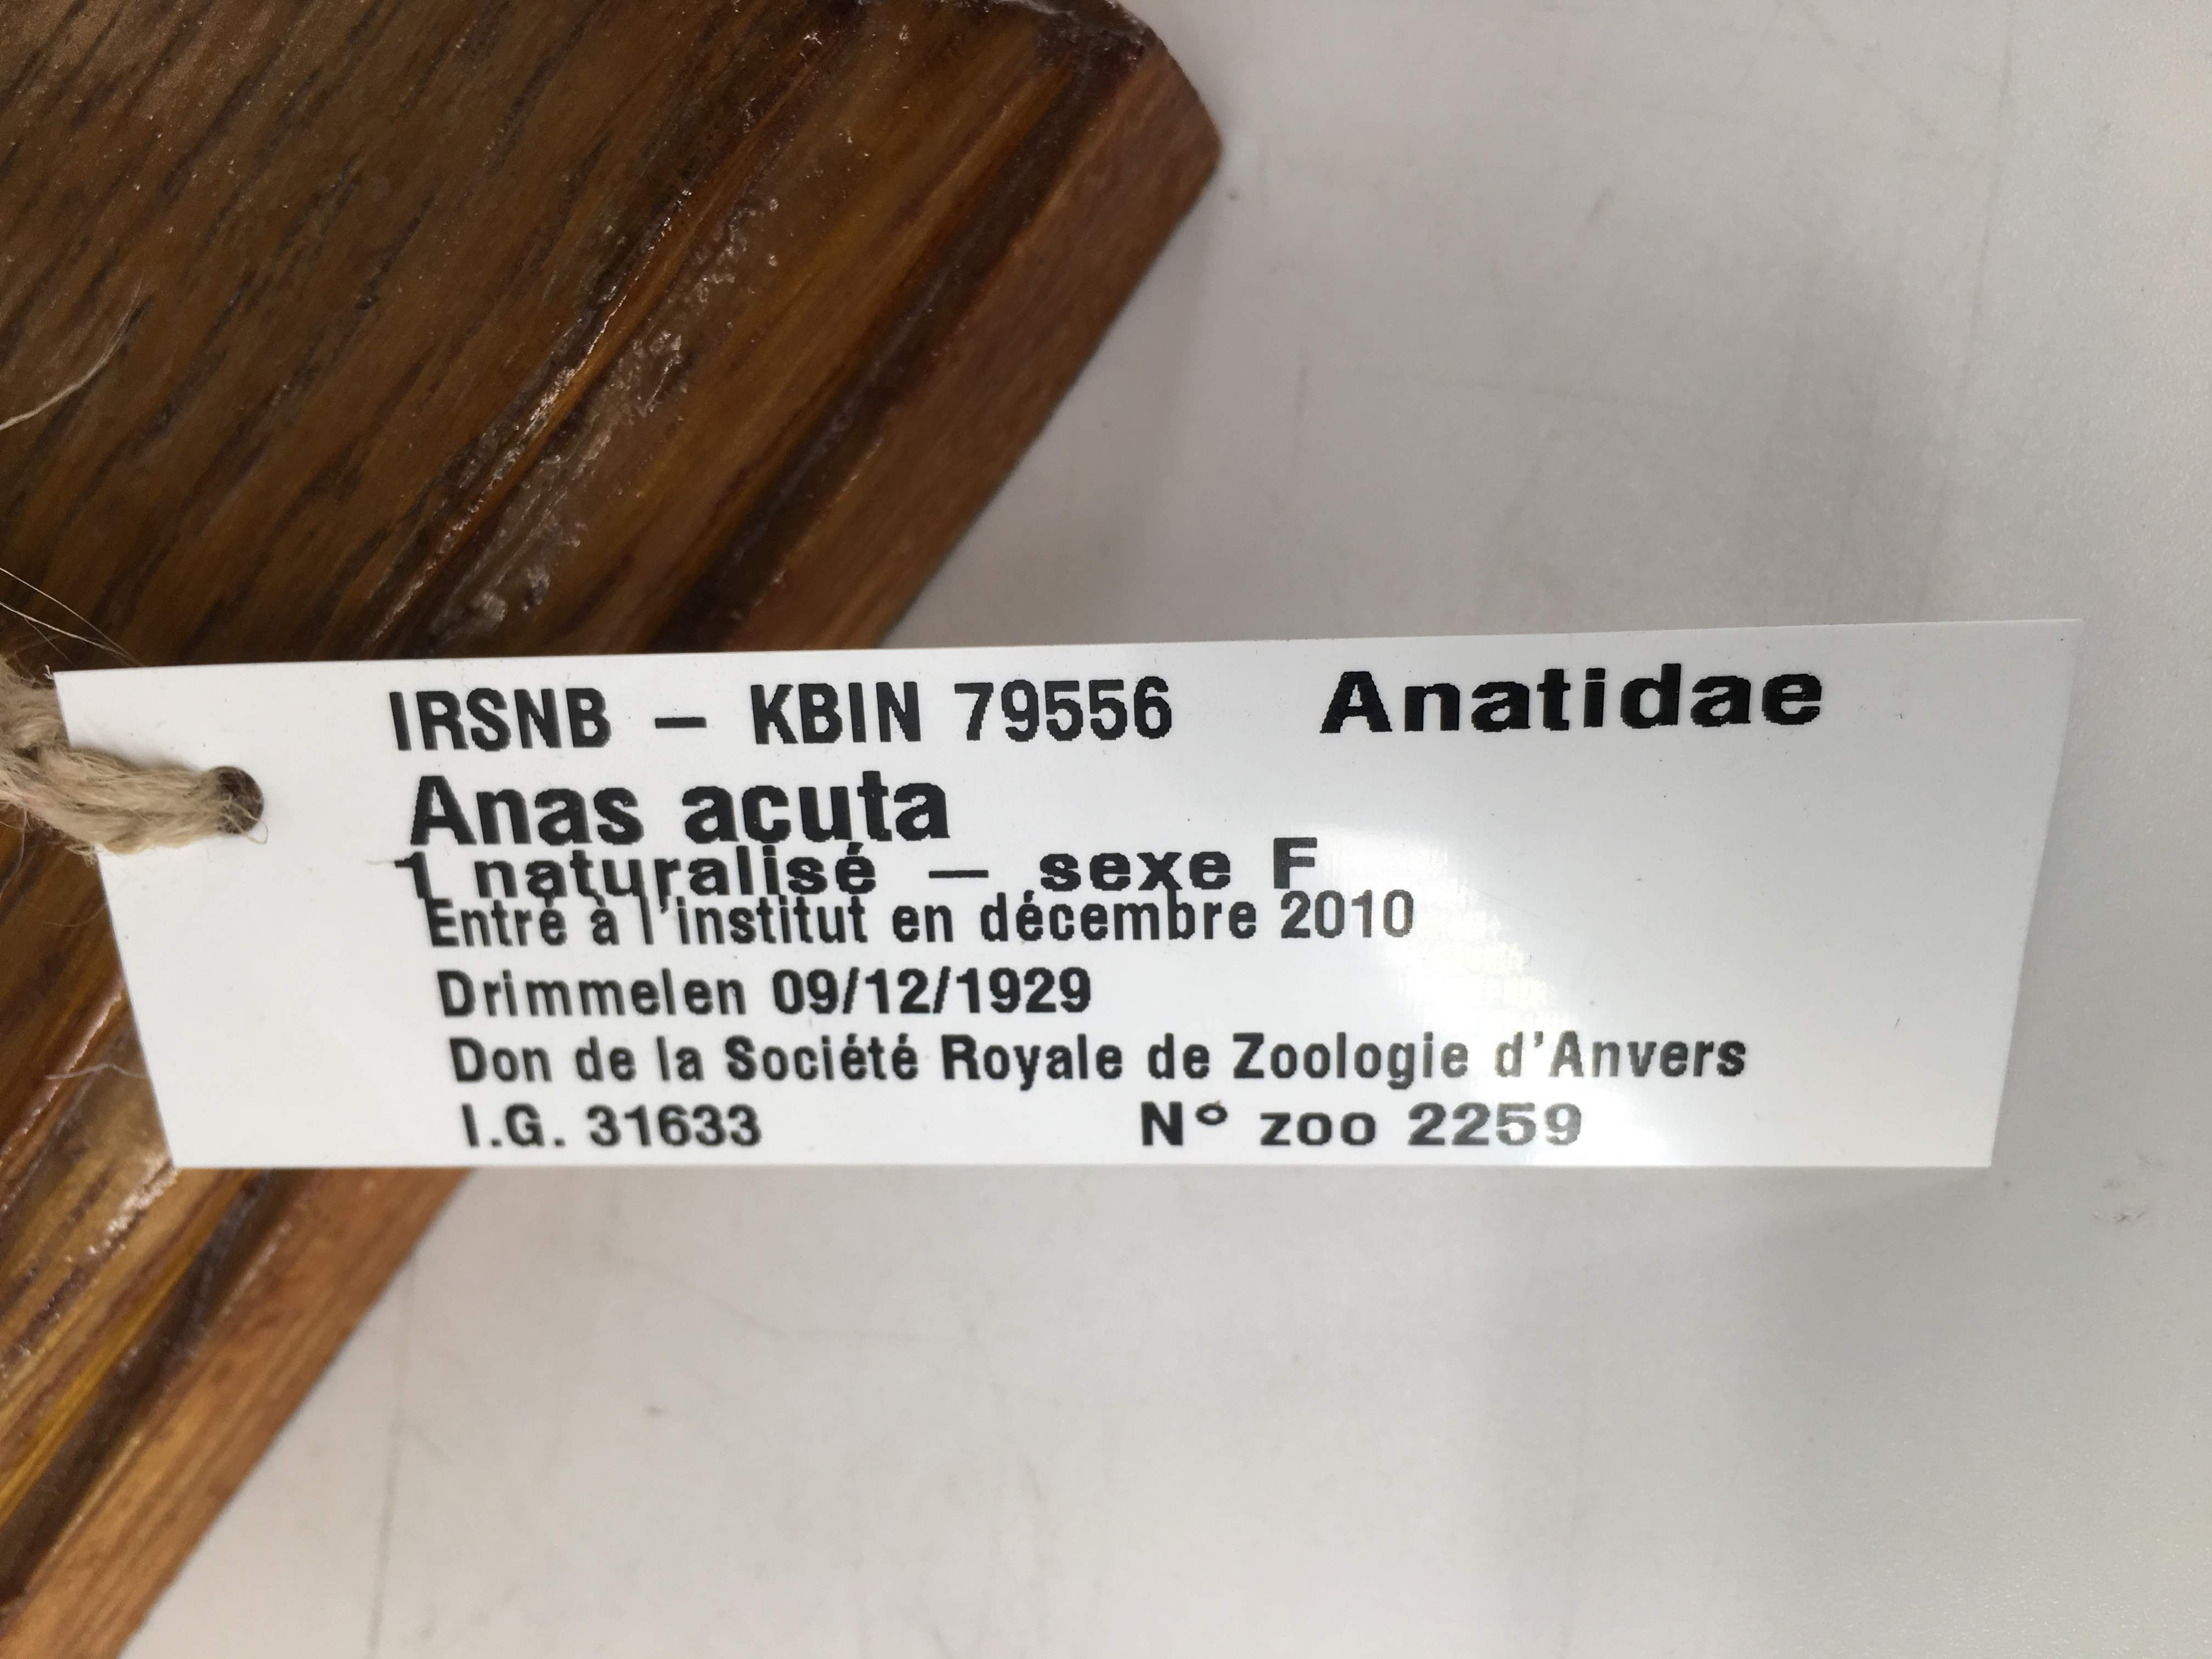 IRSNB – KBIN 79556 Anatidae
Anas acuta
1 naturalisé – sexe F
Entré à l'institut en décembre 2010
Drimmelen 09/12/1929
Don de la Société Royale de Zoologie d'Anvers
I.G. 31633 N° zoo 2259